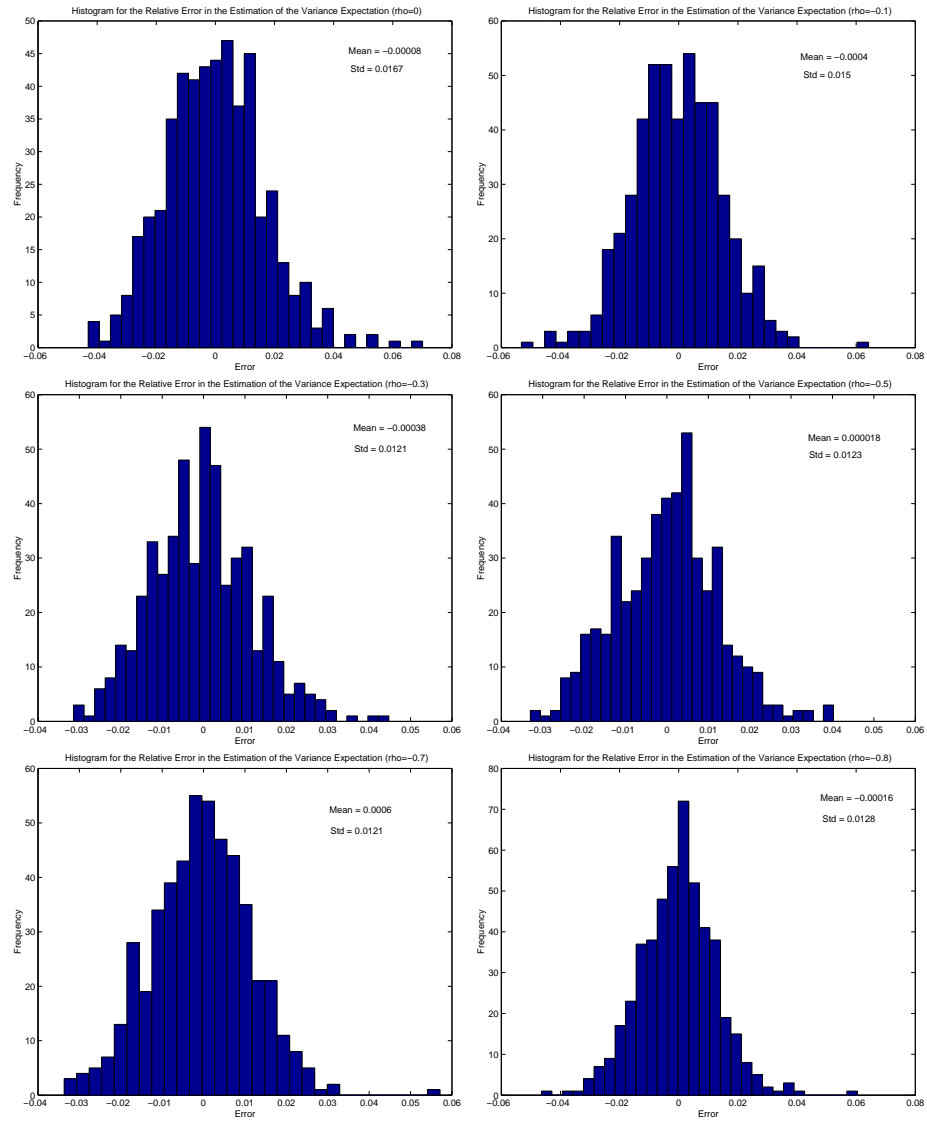 Histogram for the Relative Error in the Estimation of the Variance Expectation (rho=0)
50
45
40
35
30
25
20
15
10
5
0
Frequency
Mean = −0.00008
Std = 0.0167
−0.06 −0.04 −0.02 0 0.02 0.04 0.06 0.08
Error
Histogram for the Relative Error in the Estimation of the Variance Expectation (rho=−0.1)
60
50
40
30
20
10
0
Frequency
Mean = −0.0004
Std = 0.015
−0.06 −0.04 −0.02 0 0.02 0.04 0.06 0.08
Error
Histogram for the Relative Error in the Estimation of the Variance Expectation (rho=−0.3)
60
50
40
30
20
10
0
Frequency
Mean = −0.00038
Std = 0.0121
−0.04 −0.03 −0.02 −0.01 0 0.01 0.02 0.03 0.04 0.05 0.06
Error
Histogram for the Relative Error in the Estimation of the Variance Expectation (rho=−0.5)
60
50
40
30
20
10
0
Frequency
Mean = 0.000018
Std = 0.0123
−0.04 −0.03 −0.02 −0.01 0 0.01 0.02 0.03 0.04 0.05 0.06
Error
Histogram for the Relative Error in the Estimation of the Variance Expectation (rho=−0.7)
60
50
40
30
20
10
0
Frequency
Mean = 0.0006
Std = 0.0121
−0.04 −0.03 −0.02 −0.01 0 0.01 0.02 0.03 0.04 0.05 0.06
Error
Histogram for the Relative Error in the Estimation of the Variance Expectation (rho=−0.8)
80
70
60
50
40
30
20
10
0
Frequency
Mean = −0.00016
Std = 0.0128
−0.06 −0.04 −0.02 0 0.02 0.04 0.06 0.08
Error